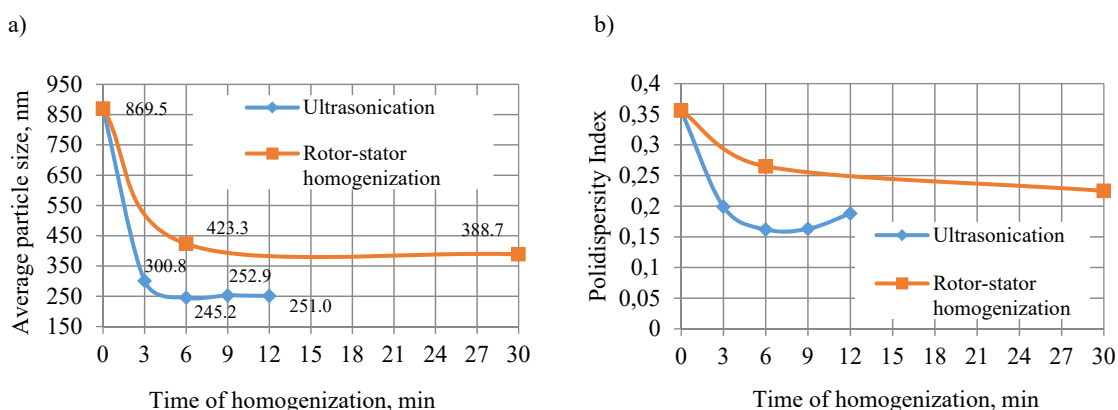 a)
Average particle size, nm
950
850
750
650
550
450
350
250
150
869.5
423.3
388.7
300.8
252.9
245.2
251.0
Ultrasonication
Rotor-stator
homogenization
0 3 6 9 12 15 18 21 24 27 30
Time of homogenization, min
b)
Polidispersity Index
0,4
0,35
0,3
0,25
0,2
0,15
0,1
0,05
0
Ultrasonication
Rotor-stator
homogenization
0 3 6 9 12 15 18 21 24 27 30
Time of homogenization, min